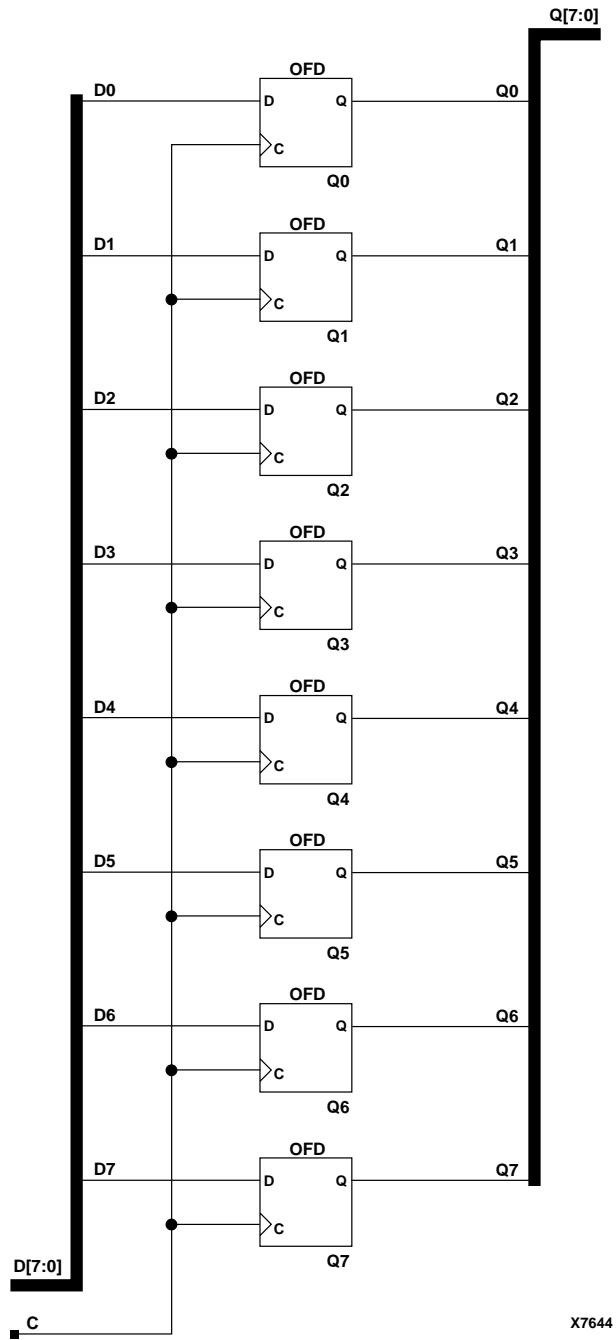 Q[7:0]
OFD
D0 D Q Q0
C
Q0
OFD
D1 D Q Q1
C
Q1
OFD
D2 D Q Q2
C
Q2
OFD
D3 D Q Q3
C
Q3
OFD
D4 D Q Q4
C
Q4
OFD
D5 D Q Q5
C
Q5
OFD
D6 D Q Q6
C
Q6
OFD
D7 D Q Q7
C
Q7
D[7:0]
C
X7644